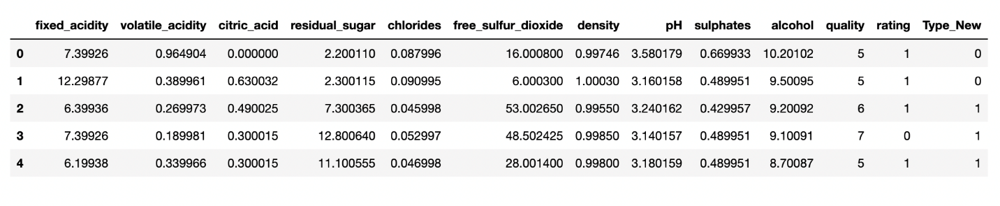 fixed_acidity volatile_acidity citric_acid residual_sugar chlorides free_sulfur_dioxide density pH sulphates alcohol quality rating Type_New
0 7.39926 0.964904 0.000000 2.200110 0.087996 16.000800 0.99746 3.580179 0.669933 10.20102 5 1 0
1 12.29877 0.389961 0.630032 2.300115 0.090995 6.000300 1.00030 3.160158 0.489951 9.50095 5 1 0
2 6.39936 0.269973 0.490025 7.300365 0.045998 53.002650 0.99550 3.240162 0.429957 9.20092 6 1 1
3 7.39926 0.189981 0.300015 12.800640 0.052997 48.502425 0.99850 3.140157 0.489951 9.10091 7 0 1
4 6.19938 0.339966 0.300015 11.100555 0.046998 28.001400 0.99800 3.180159 0.489951 8.70087 5 1 1